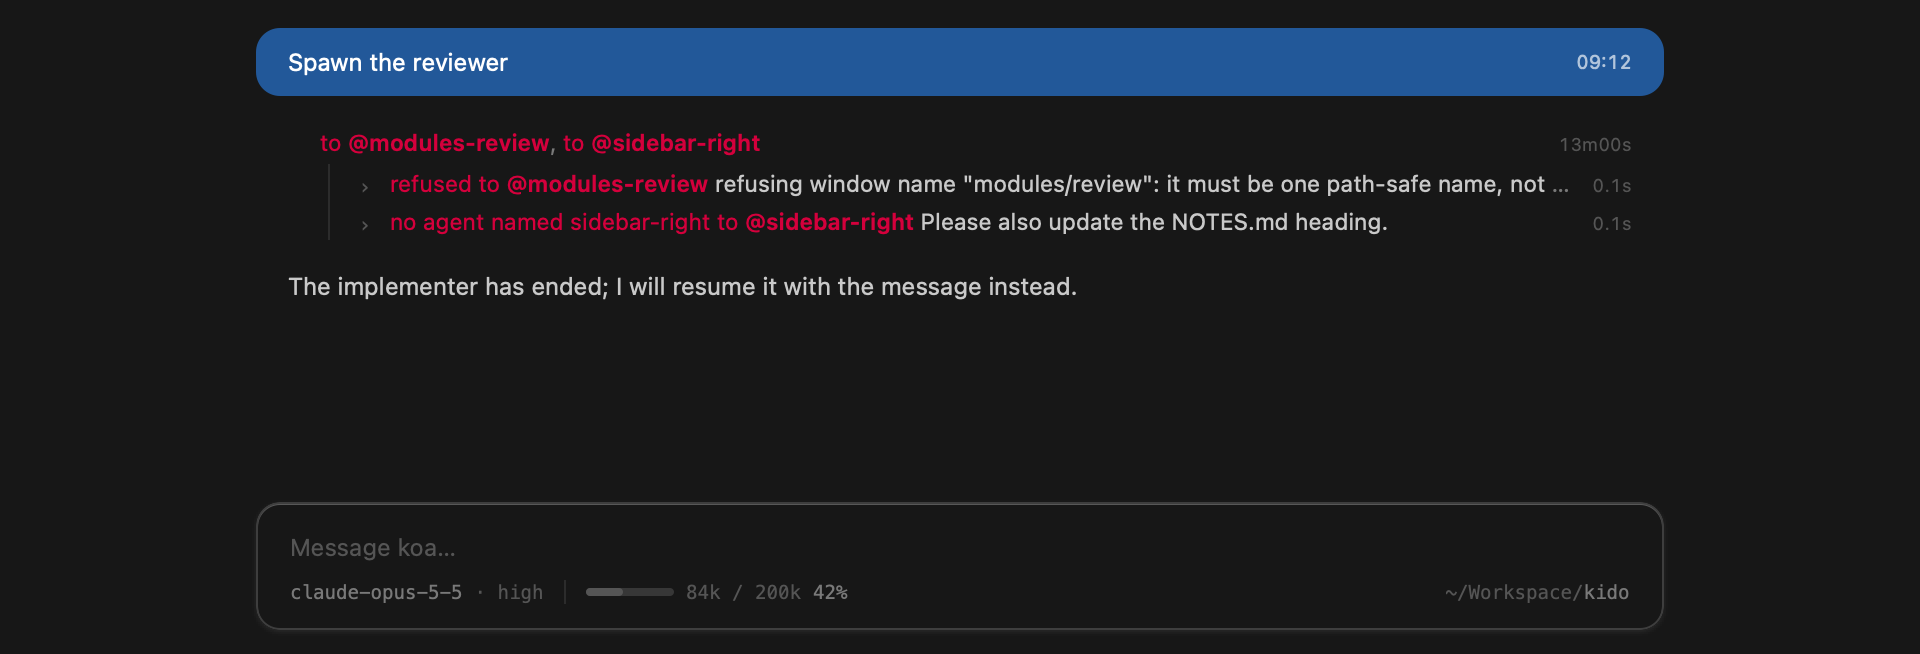 Spawn the reviewer 09:12
to @modules-review, to @sidebar-right 13m00s
› refused to @modules-review refusing window name "modules/review": it must be one path-safe name, not ... 0.1s
› no agent named sidebar-right to @sidebar-right Please also update the NOTES.md heading. 0.1s
The implementer has ended; I will resume it with the message instead.
Message koa...
claude-opus-5-5 · high 84k / 200k 42% ~/Workspace/kido